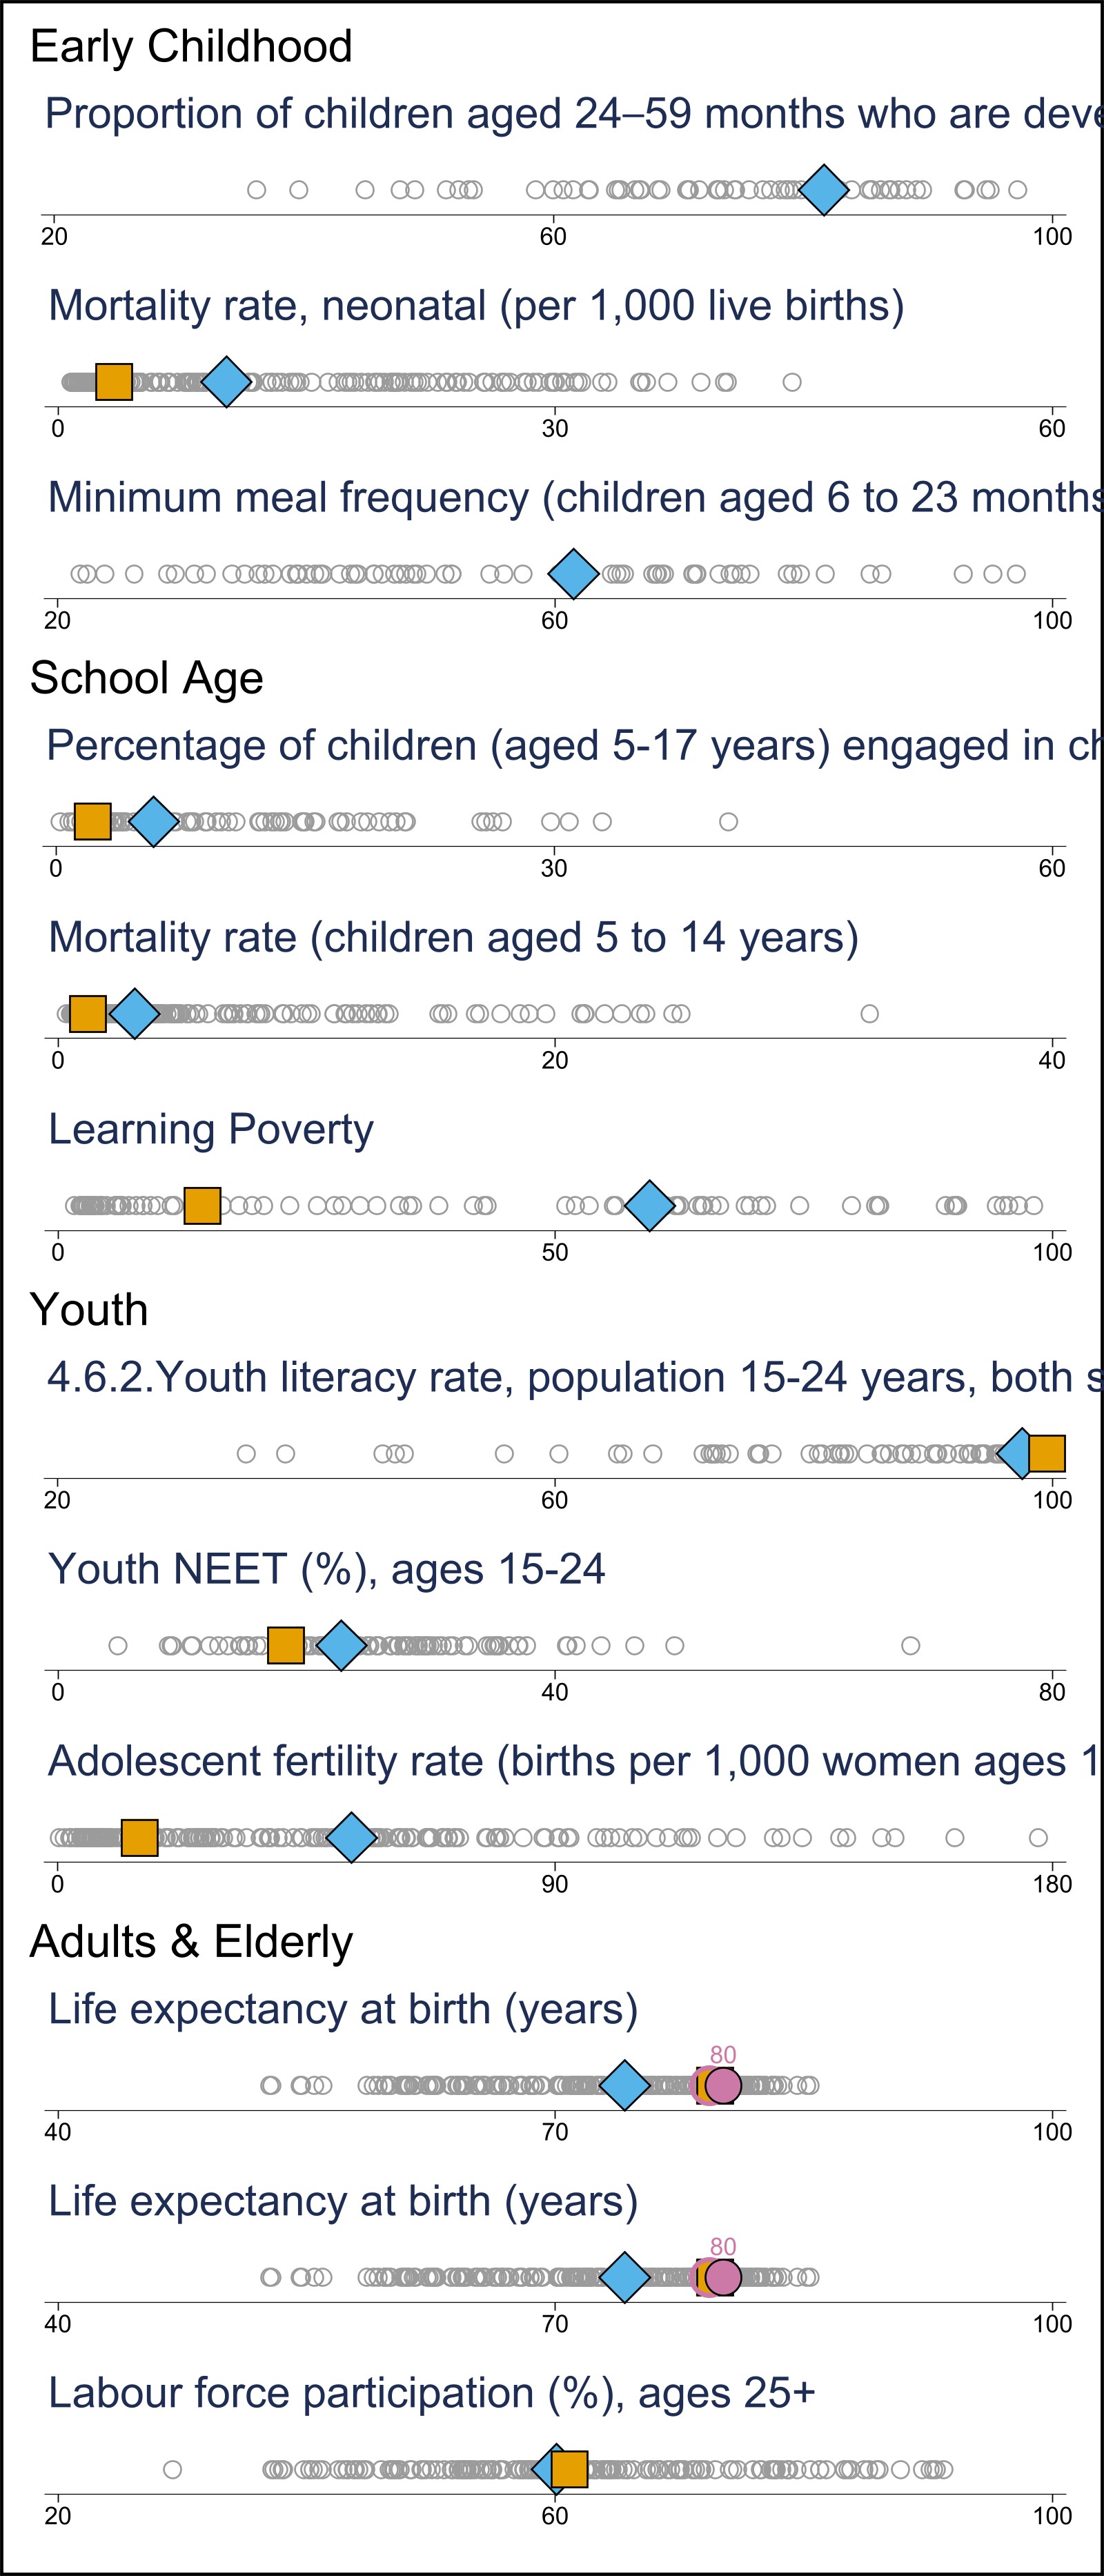 Early Childhood
Proportion of children aged 24–59 months who are deve
20 60 100
Mortality rate, neonatal (per 1,000 live births)
0 30 60
Minimum meal frequency (children aged 6 to 23 months
20 60 100
School Age
Percentage of children (aged 5-17 years) engaged in ch
0 30 60
Mortality rate (children aged 5 to 14 years)
0 20 40
Learning Poverty
0 50 100
Youth
4.6.2.Youth literacy rate, population 15-24 years, both s
20 60 100
Youth NEET (%), ages 15-24
0 40 80
Adolescent fertility rate (births per 1,000 women ages 1
0 90 180
Adults & Elderly
Life expectancy at birth (years)
80
40 70 100
Life expectancy at birth (years)
80
40 70 100
Labour force participation (%), ages 25+
20 60 100